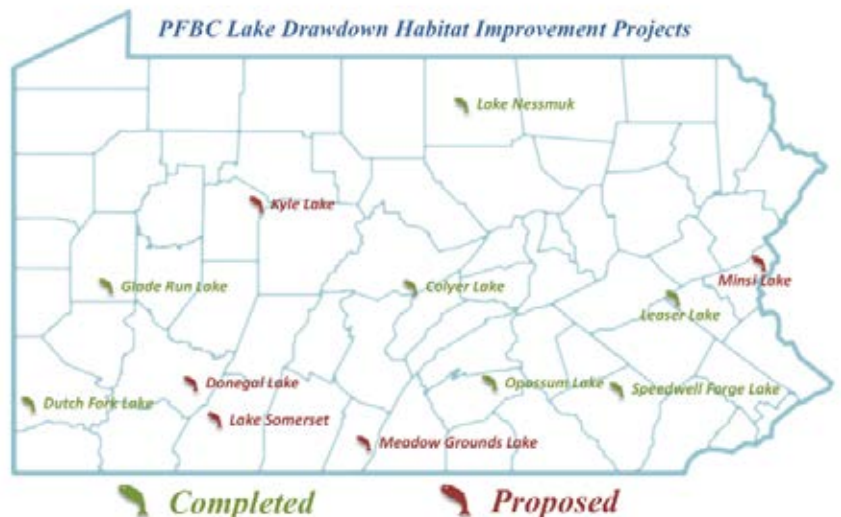 PFBC Lake Drawdown Habitat Improvement Projects
Lake Nessmuk
Kyle Lake
Minsi Lake
Glade Run Lake
Colyer Lake
Leaser Lake
Donegal Lake
Opossum Lake
Speedwell Forge Lake
Dutch Fork Lake
Lake Somerset
Meadow Grounds Lake
Completed
Proposed